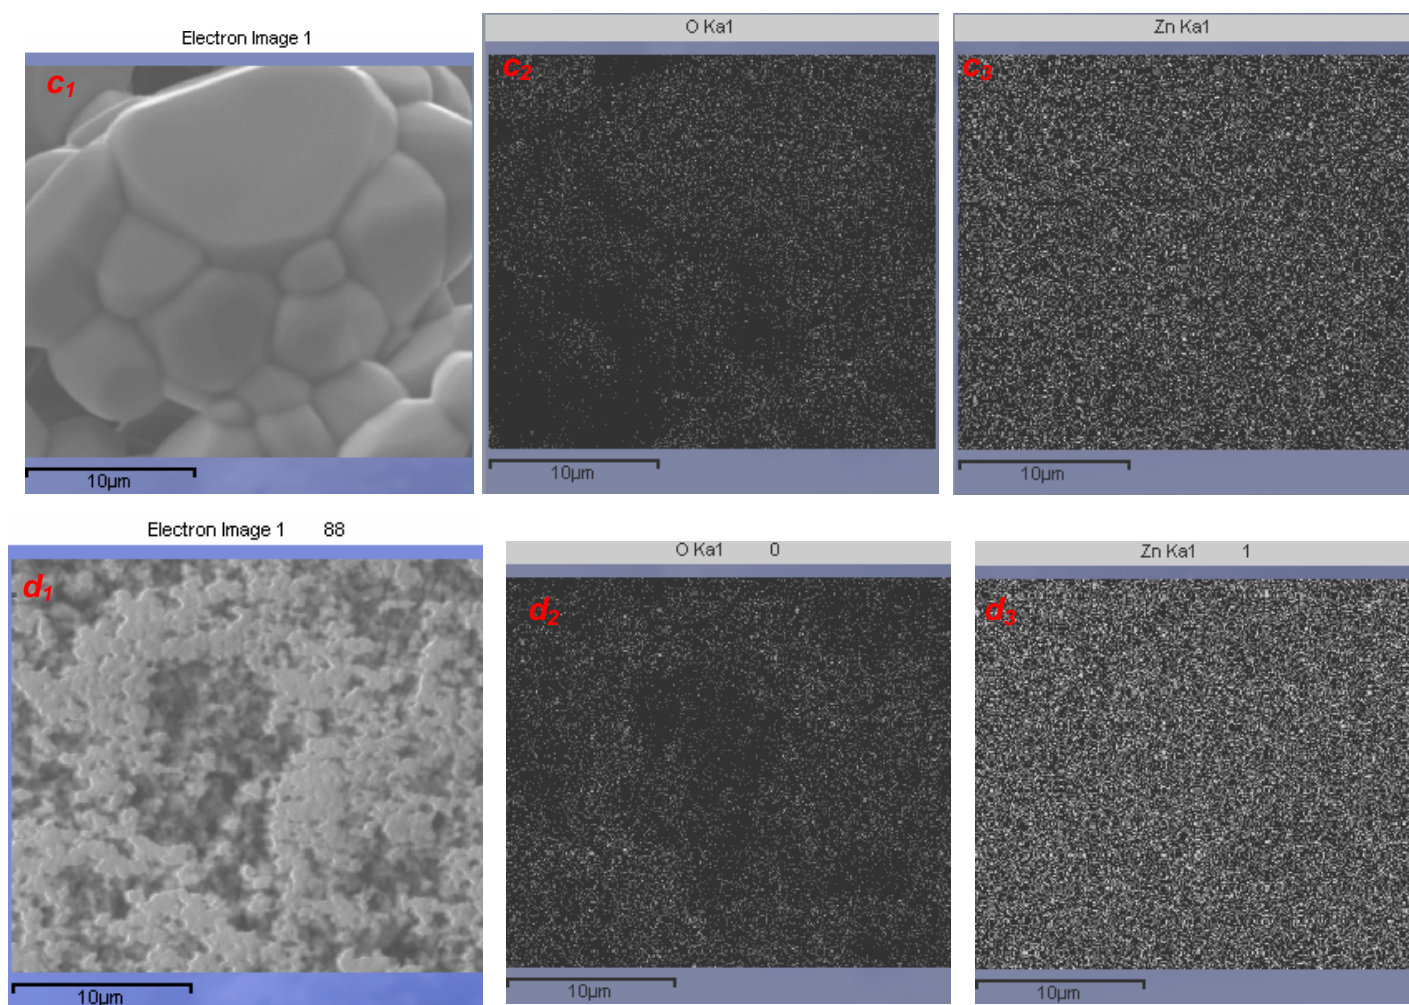 Electron Image 1
O Ka1
Zn Ka1
c1
c2
c3
10μm
10μm
10μm
Electron Image 1 88
O Ka1 0
Zn Ka1 1
d1
d2
d3
10μm
10μm
10μm